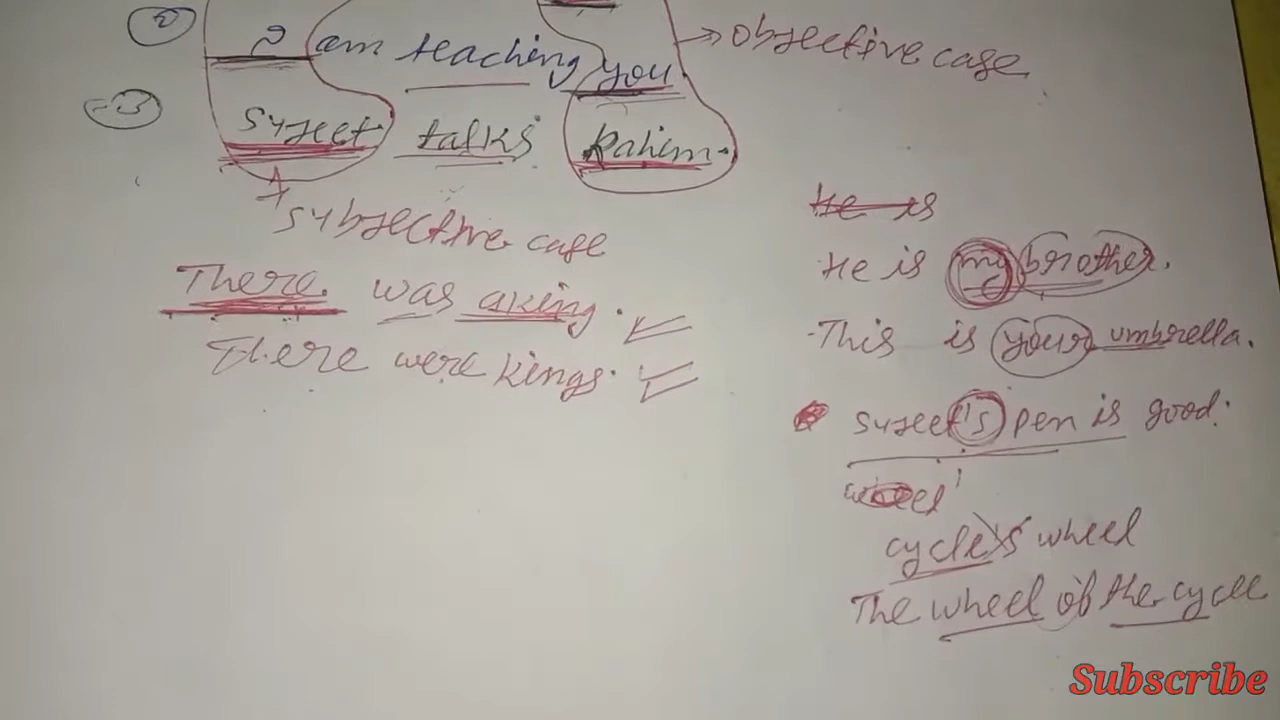 I am teaching you
→ objective case
Sujeet talks Rahim.
subjective case
There was a king.
There were kings.
He is
He is my brother.
This is your umbrella.
Sujeet's pen is good.
cycle's wheel
The wheel of the cycle
Subscribe